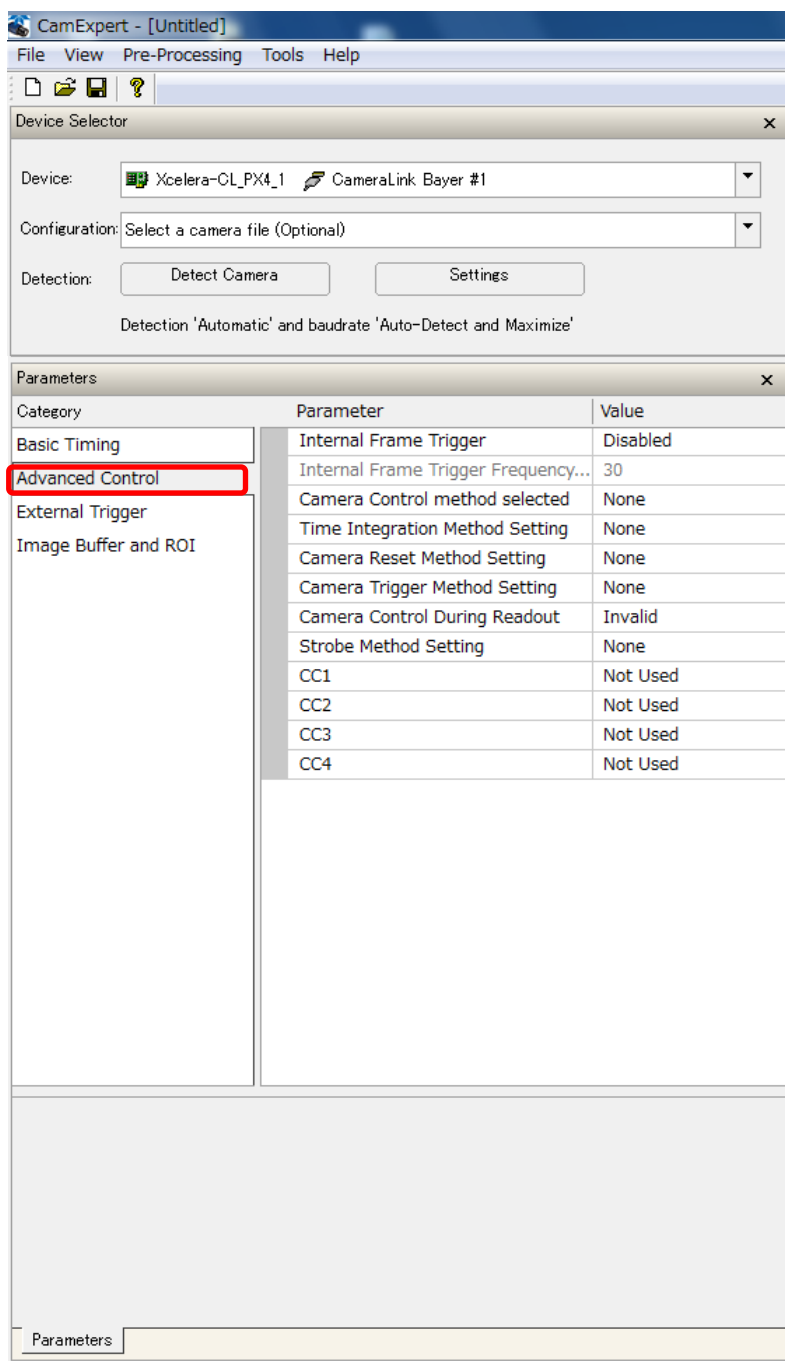 CamExpert - [Untitled]
File View Pre-Processing Tools Help
Device Selector
Device: Xcelera-CL_PX4_1 CameraLink Bayer #1
Configuration: Select a camera file (Optional)
Detection: Detect Camera Settings
Detection 'Automatic' and baudrate 'Auto-Detect and Maximize'
Parameters
Category Parameter Value
Basic Timing
Advanced Control
External Trigger
Image Buffer and ROI
Internal Frame Trigger Disabled
Internal Frame Trigger Frequency... 30
Camera Control method selected None
Time Integration Method Setting None
Camera Reset Method Setting None
Camera Trigger Method Setting None
Camera Control During Readout Invalid
Strobe Method Setting None
CC1 Not Used
CC2 Not Used
CC3 Not Used
CC4 Not Used
Parameters